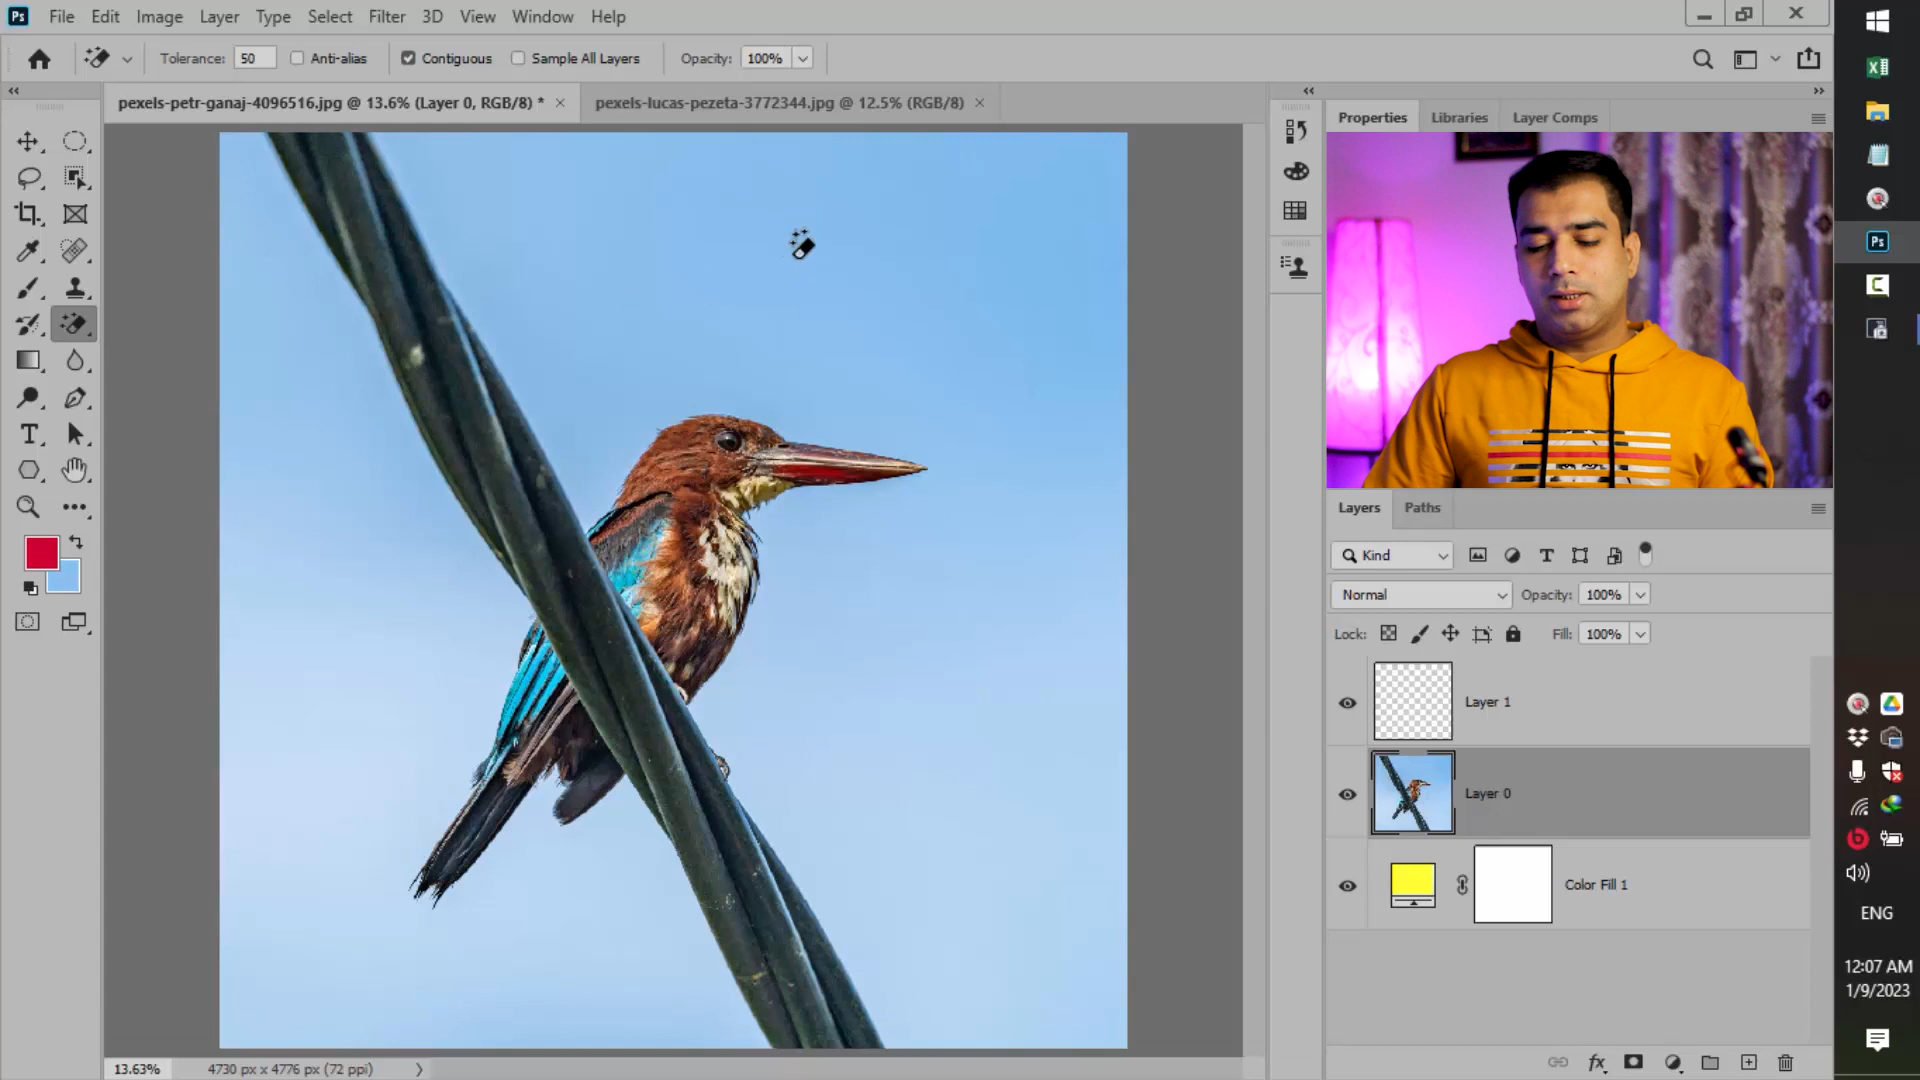 Ps File Edit Image Layer Type Select Filter 3D View Window Help
Tolerance: 50 Anti-alias Contiguous Sample All Layers Opacity: 100%
pexels-petr-ganaj-4096516.jpg @ 13.6% (Layer 0, RGB/8) * × pexels-lucas-pezeta-3772344.jpg @ 12.5% (RGB/8) ×
Properties Libraries Layer Comps
Layers Paths
Kind
Normal Opacity: 100%
Lock: Fill: 100%
Layer 1
Layer 0
Color Fill 1
13.63% 4730 px x 4776 px (72 ppi)
Ps
ENG
12:07 AM
1/9/2023